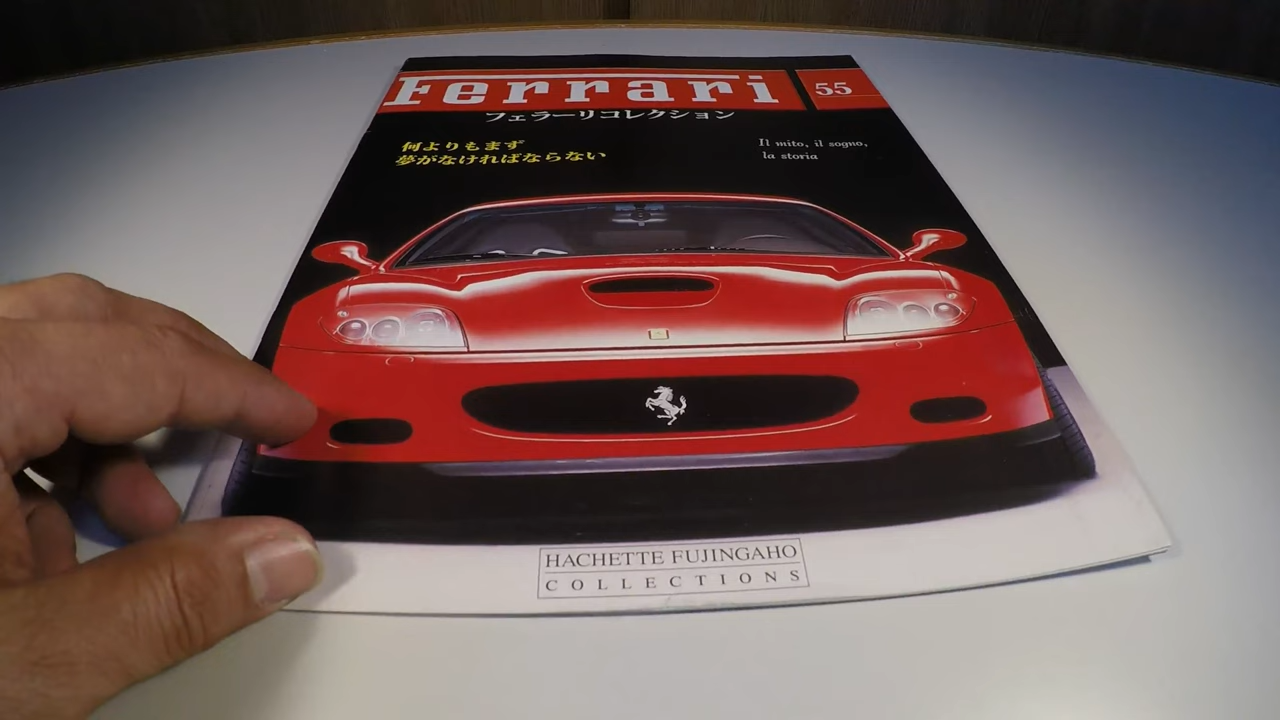 Ferrari
55
フェラーリコレクション
何よりもまず
夢がなければならない
Il mito, il sogno,
la storia
HACHETTE FUJINGAHO
COLLECTIONS